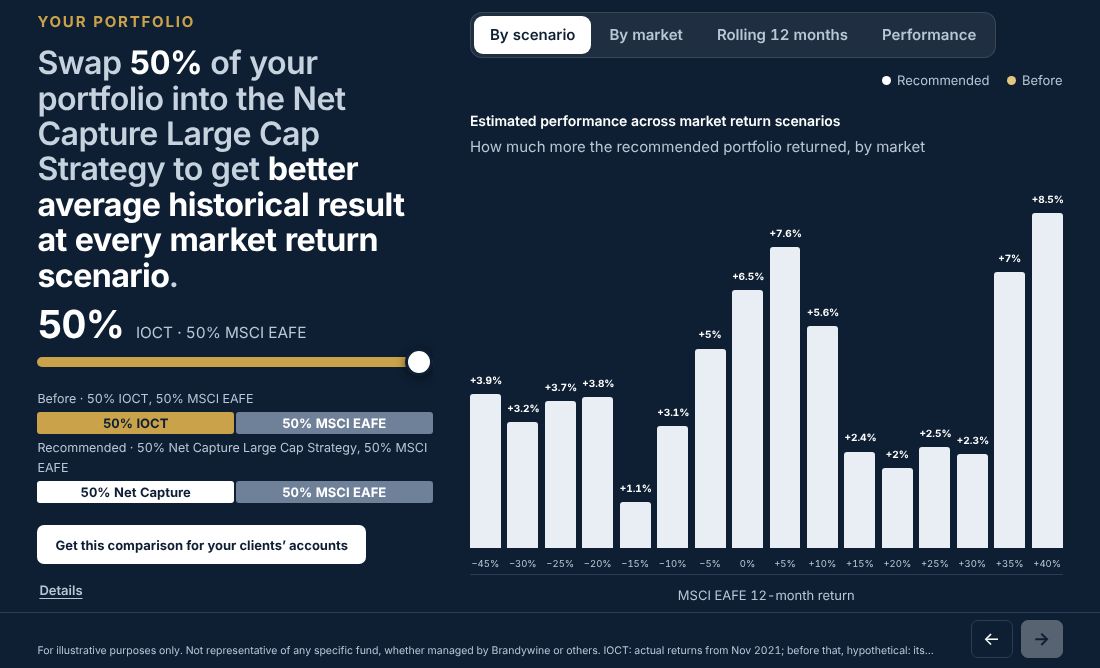 YOUR PORTFOLIO
Swap 50% of your
portfolio into the Net
Capture Large Cap
Strategy to get better
average historical result
at every market return
scenario.
50% IOCT · 50% MSCI EAFE
Before · 50% IOCT, 50% MSCI EAFE
50% IOCT 50% MSCI EAFE
Recommended · 50% Net Capture Large Cap Strategy, 50% MSCI
EAFE
50% Net Capture 50% MSCI EAFE
Get this comparison for your clients’ accounts
Details
By scenario By market Rolling 12 months Performance
Recommended Before
Estimated performance across market return scenarios
How much more the recommended portfolio returned, by market
+3.9% +3.2% +3.7% +3.8% +1.1% +3.1% +5% +6.5% +7.6% +5.6% +2.4% +2% +2.5% +2.3% +7% +8.5%
−45% −30% −25% −20% −15% −10% −5% 0% +5% +10% +15% +20% +25% +30% +35% +40%
MSCI EAFE 12-month return
For illustrative purposes only. Not representative of any specific fund, whether managed by Brandywine or others. IOCT: actual returns from Nov 2021; before that, hypothetical: its…
← →